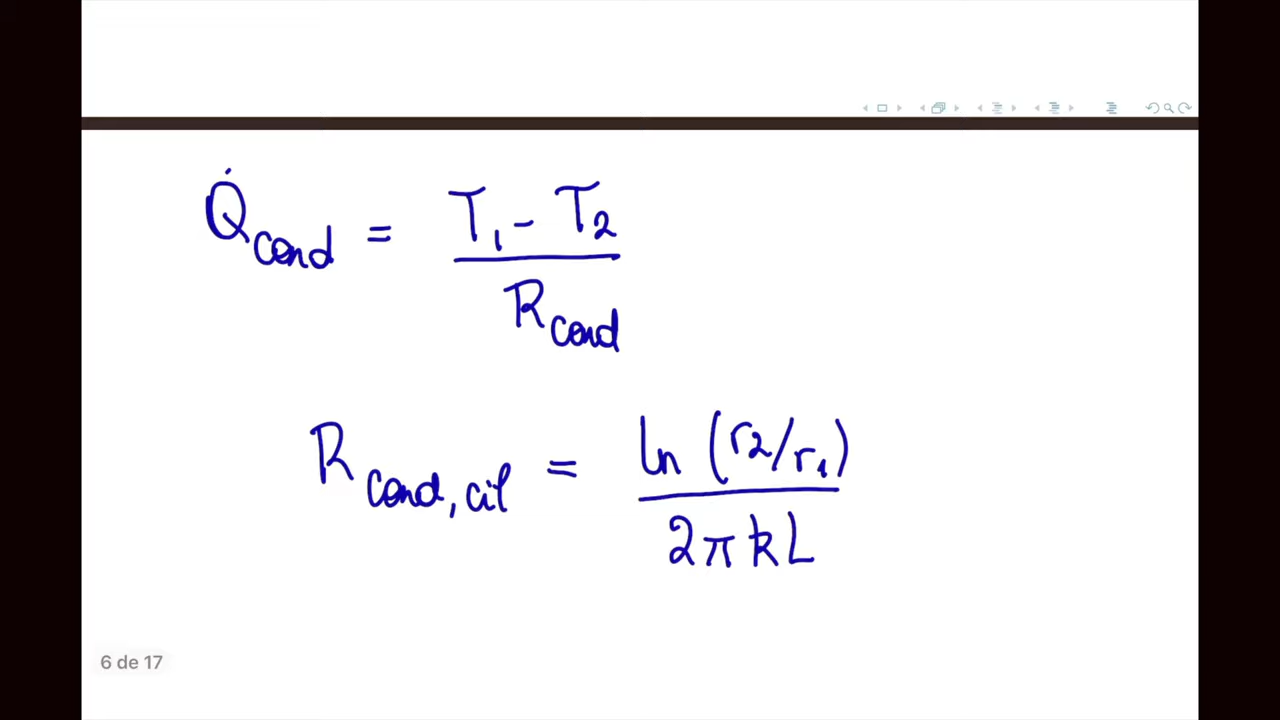 Q̇cond = T1 - T2
Rcond
Rcond, cil = ln (r2/r1)
2πkL
6 de 17